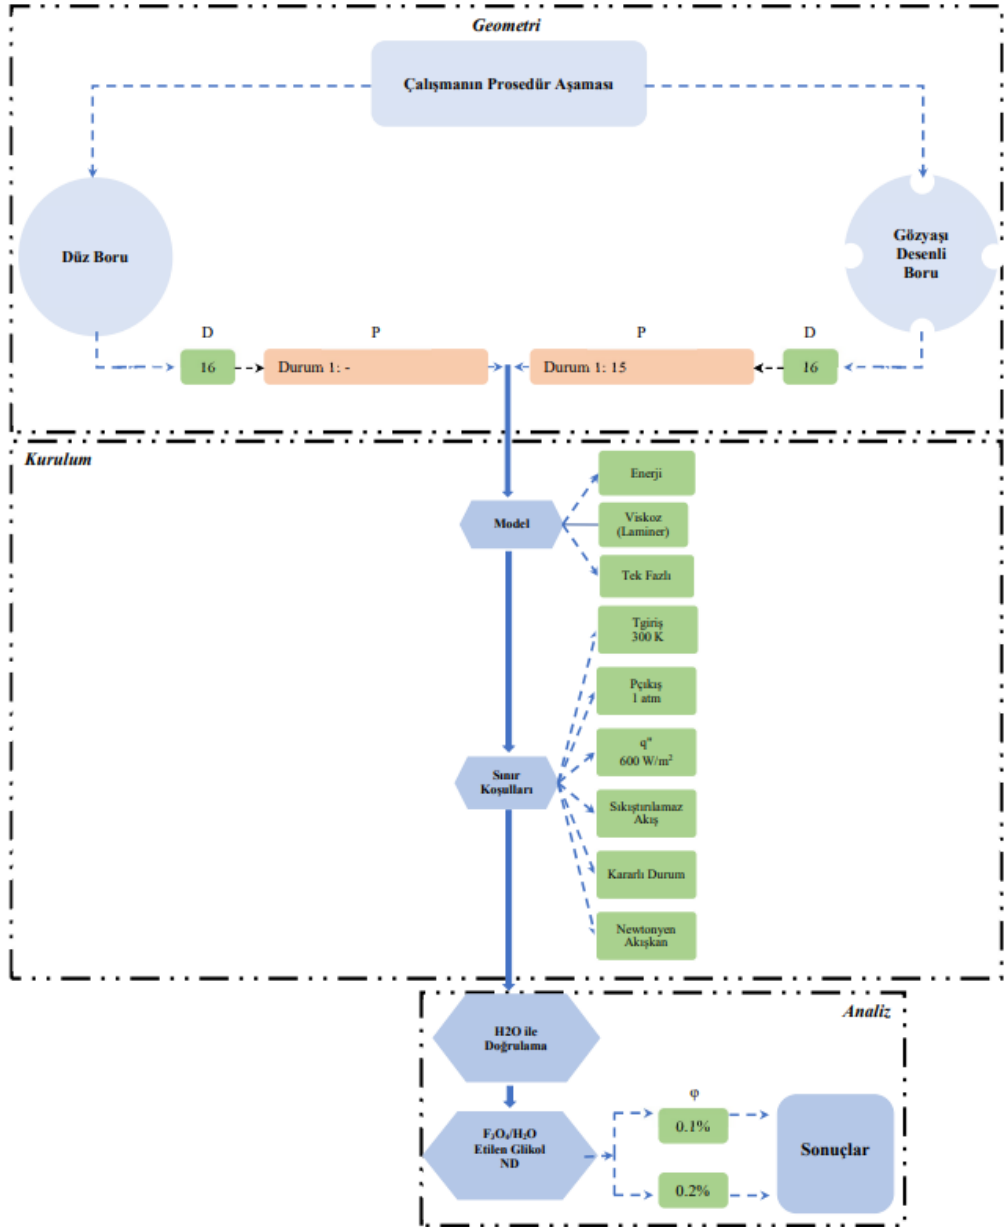 Geometri
Çalışmanın Prosedür Aşaması
Düz Boru
Gözyaşı
Desenli
Boru
D
P
P
D
16
Durum 1: -
Durum 1: 15
16
Kurulum
Enerji
Model
Viskoz
(Laminer)
Tek Fazlı
Tgiriş
300 K
Pçıkış
1 atm
q"
600 W/m²
Sınır
Koşulları
Sıkıştırılamaz
Akış
Kararlı Durum
Newtonyen
Akışkan
Analiz
H2O ile
Doğrulama
φ
F₃O₄/H₂O
Etilen Glikol
ND
0.1%
Sonuçlar
0.2%